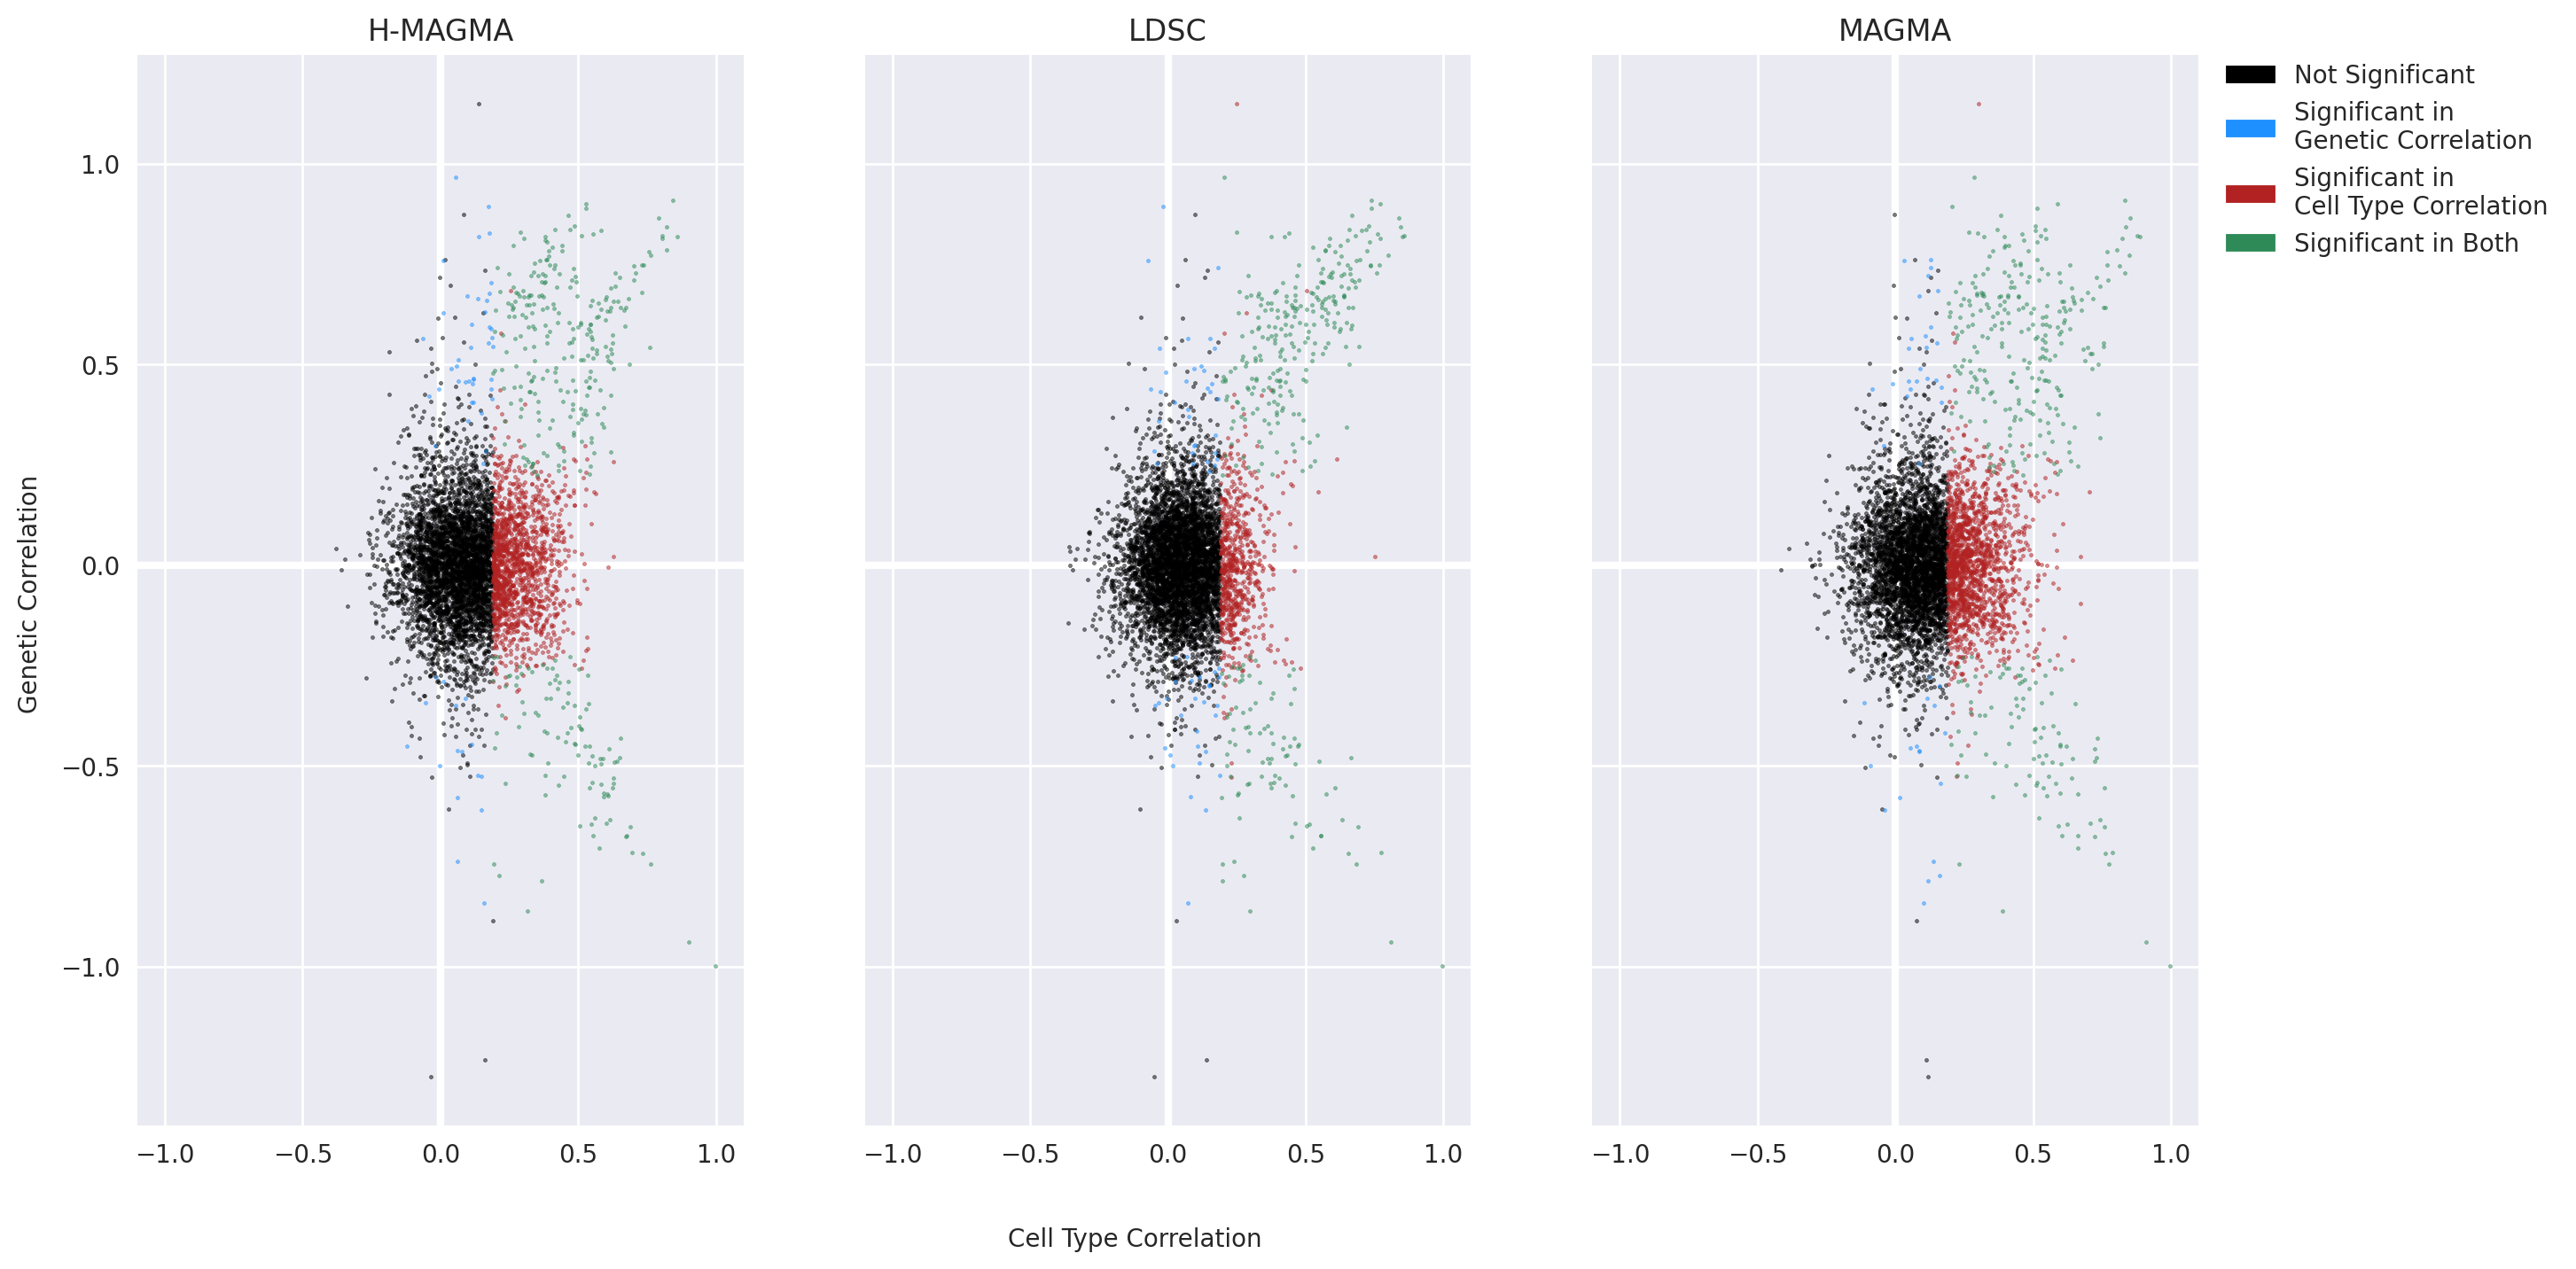 H-MAGMA
LDSC
MAGMA
Not Significant
Significant in
Genetic Correlation
Significant in
Cell Type Correlation
Significant in Both
Genetic Correlation
1.0
0.5
0.0
−0.5
−1.0
−1.0 −0.5 0.0 0.5 1.0
−1.0 −0.5 0.0 0.5 1.0
−1.0 −0.5 0.0 0.5 1.0
Cell Type Correlation